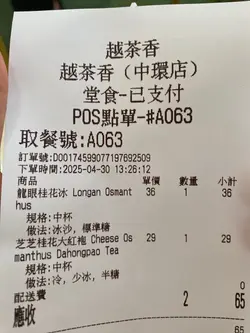 越茶香
越茶香（中環店）
堂食-已支付
POS點單-#A063
取餐號:A063
訂單號:D00174599077197692509
下單時間:2025-04-30 13:26:12
商品 單價 數量 小計
龍眼桂花冰 Longan Osmant 36 1 36
hus
規格:中杯
做法:冰沙,標準糖
芝芝桂花大紅袍 Cheese Os 29 1 29
manthus Dahongpao Tea
規格:中杯
做法:冷,少冰,半糖
配送費 0
應收 2 65
65